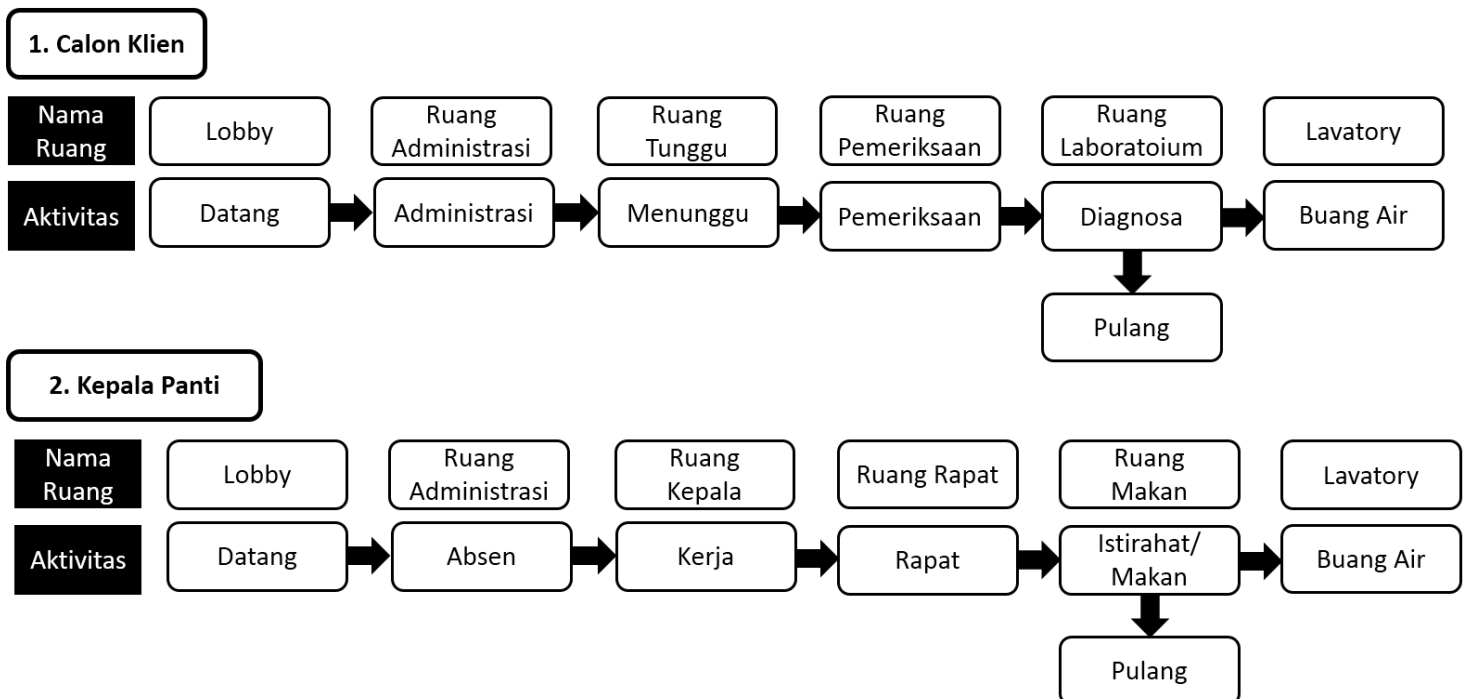 1. Calon Klien
Nama
Ruang
Lobby
Ruang
Administrasi
Ruang
Tunggu
Ruang
Pemeriksaan
Ruang
Laboratoium
Lavatory
Aktivitas
Datang
Administrasi
Menunggu
Pemeriksaan
Diagnosa
Buang Air
Pulang
2. Kepala Panti
Nama
Ruang
Lobby
Ruang
Administrasi
Ruang
Kepala
Ruang Rapat
Ruang
Makan
Lavatory
Aktivitas
Datang
Absen
Kerja
Rapat
Istirahat/
Makan
Buang Air
Pulang